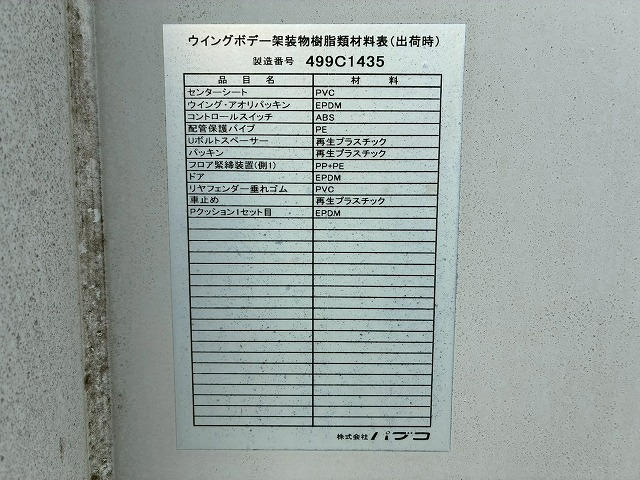 ウイングボデー架装物樹脂類材料表(出荷時)
製造番号 499C1435
品目名 材料
センターシート PVC
ウイング・アオリパッキン EPDM
コントロールスイッチ ABS
配管保護パイプ PE
Uボルトスペーサー 再生プラスチック
パッキン 再生プラスチック
フロア緊締装置(側1) PP+PE
ドア EPDM
リヤフェンダー垂れゴム PVC
車止め 再生プラスチック
Pクッション1セット目 EPDM
株式会社 パブコ